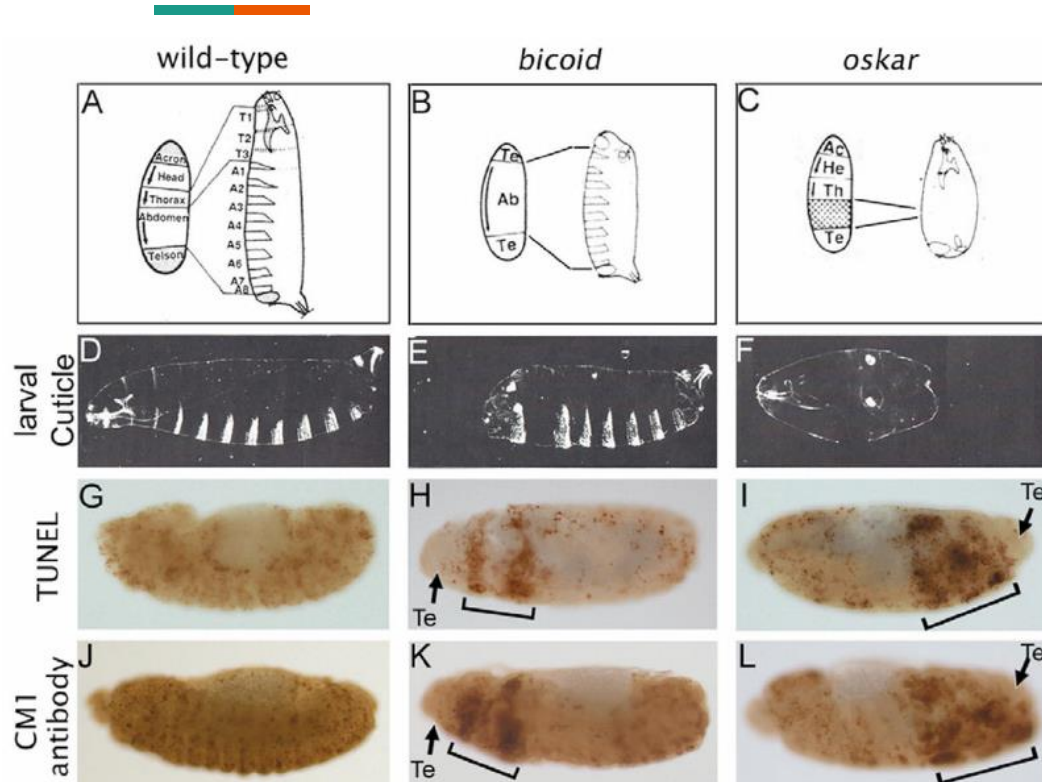 wild-type
bicoid
oskar
A
T1
T2
T3
A1
A2
A3
A4
A5
A6
A7
A8
Acron
Head
Thorax
Abdomen
Telson
B
Te
Ab
Te
C
Ac
He
Th
Te
larval
Cuticle
D
E
F
TUNEL
G
H
Te
I
Te
CM1
antibody
J
K
Te
L
Te